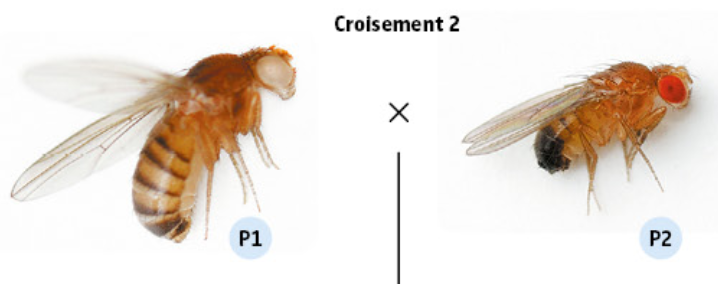 Croisement 2
×
P1
P2